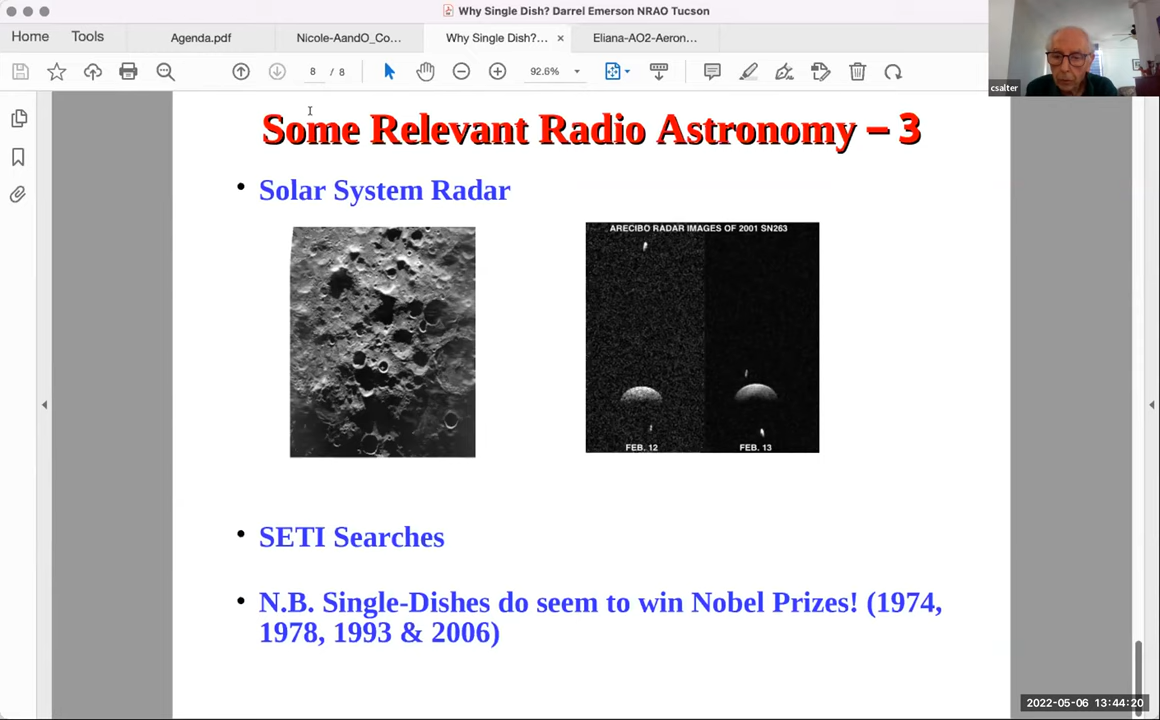 Why Single Dish? Darrel Emerson NRAO Tucson
Home Tools Agenda.pdf Nicole-AandO_Co... Why Single Dish?... × Eliana-AO2-Aeron...
8 / 8 92.6%
csalter
Some Relevant Radio Astronomy – 3
• Solar System Radar
ARECIBO RADAR IMAGES OF 2001 SN263
FEB. 12 FEB. 13
• SETI Searches
• N.B. Single-Dishes do seem to win Nobel Prizes! (1974,
1978, 1993 & 2006)
2022-05-06 13:44:20